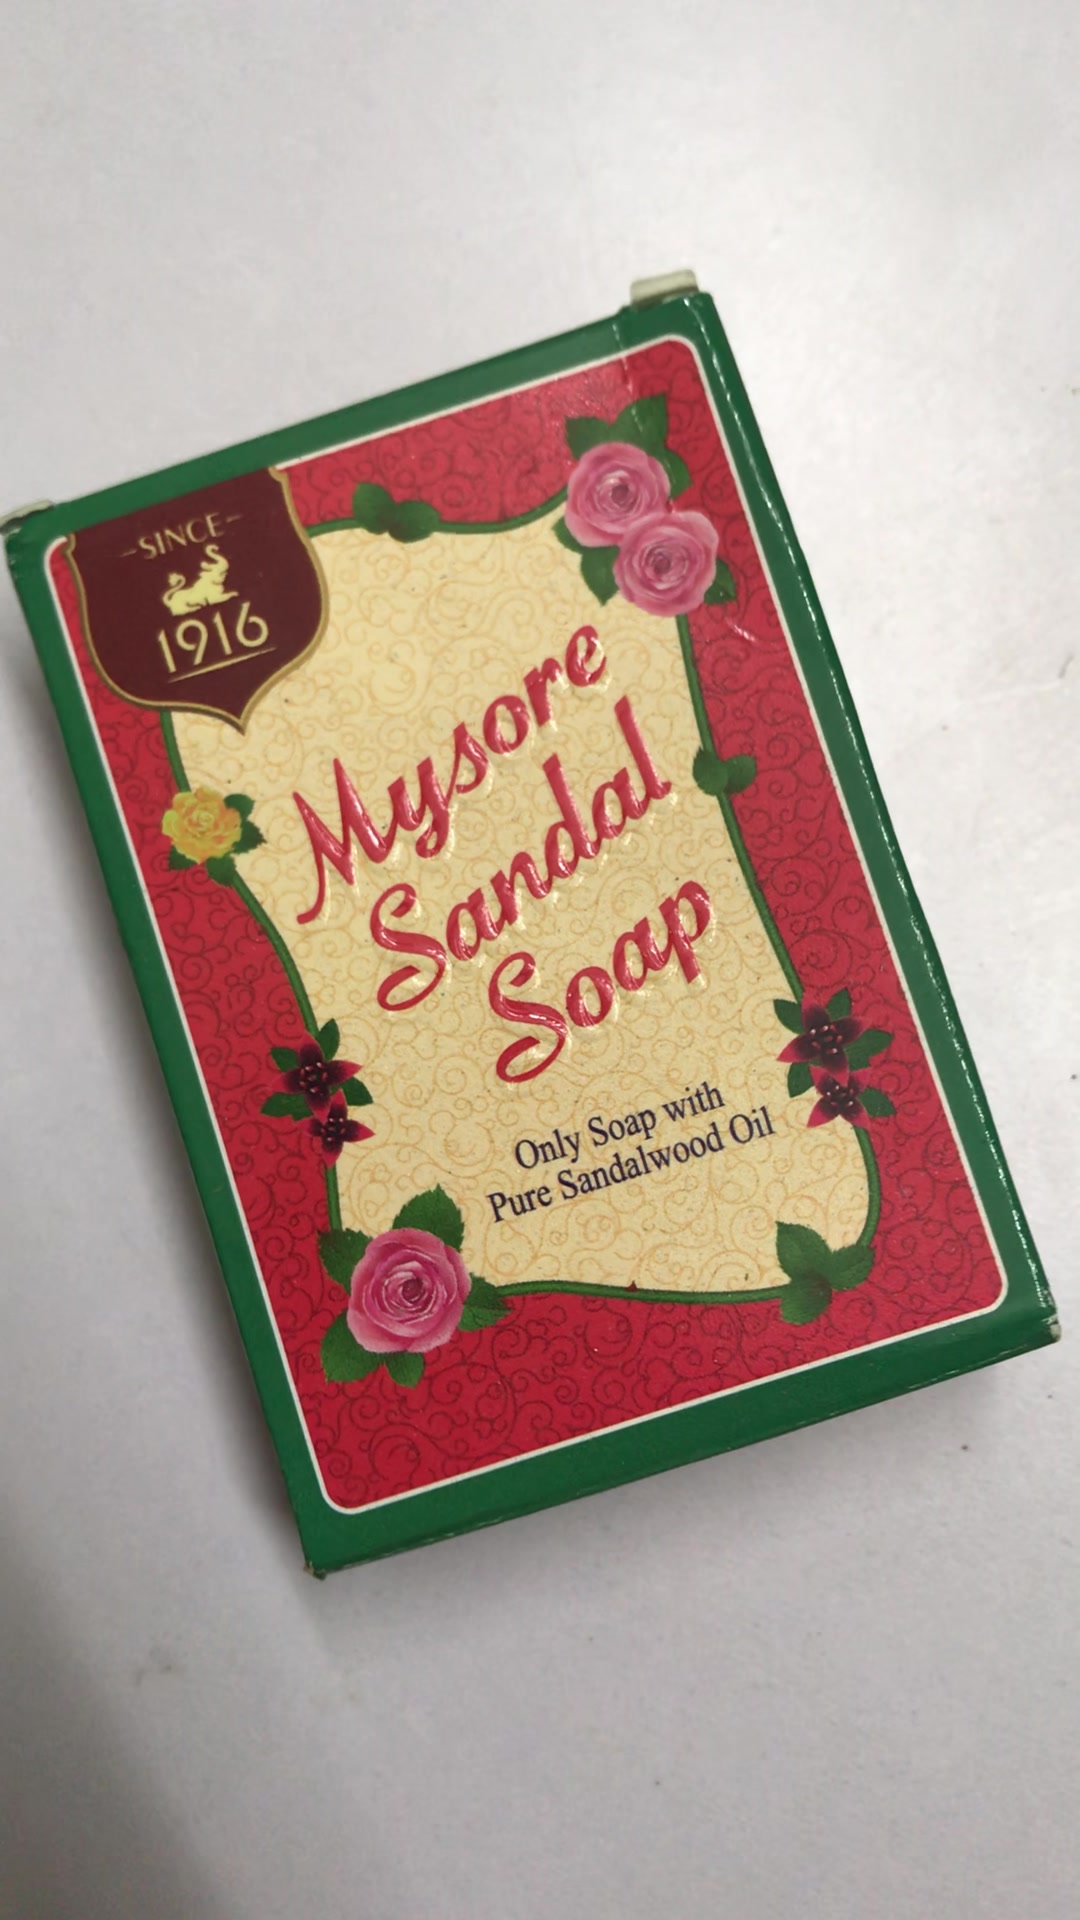 -SINCE-
1916
Mysore
Sandal
Soap
Only Soap with
Pure Sandalwood Oil